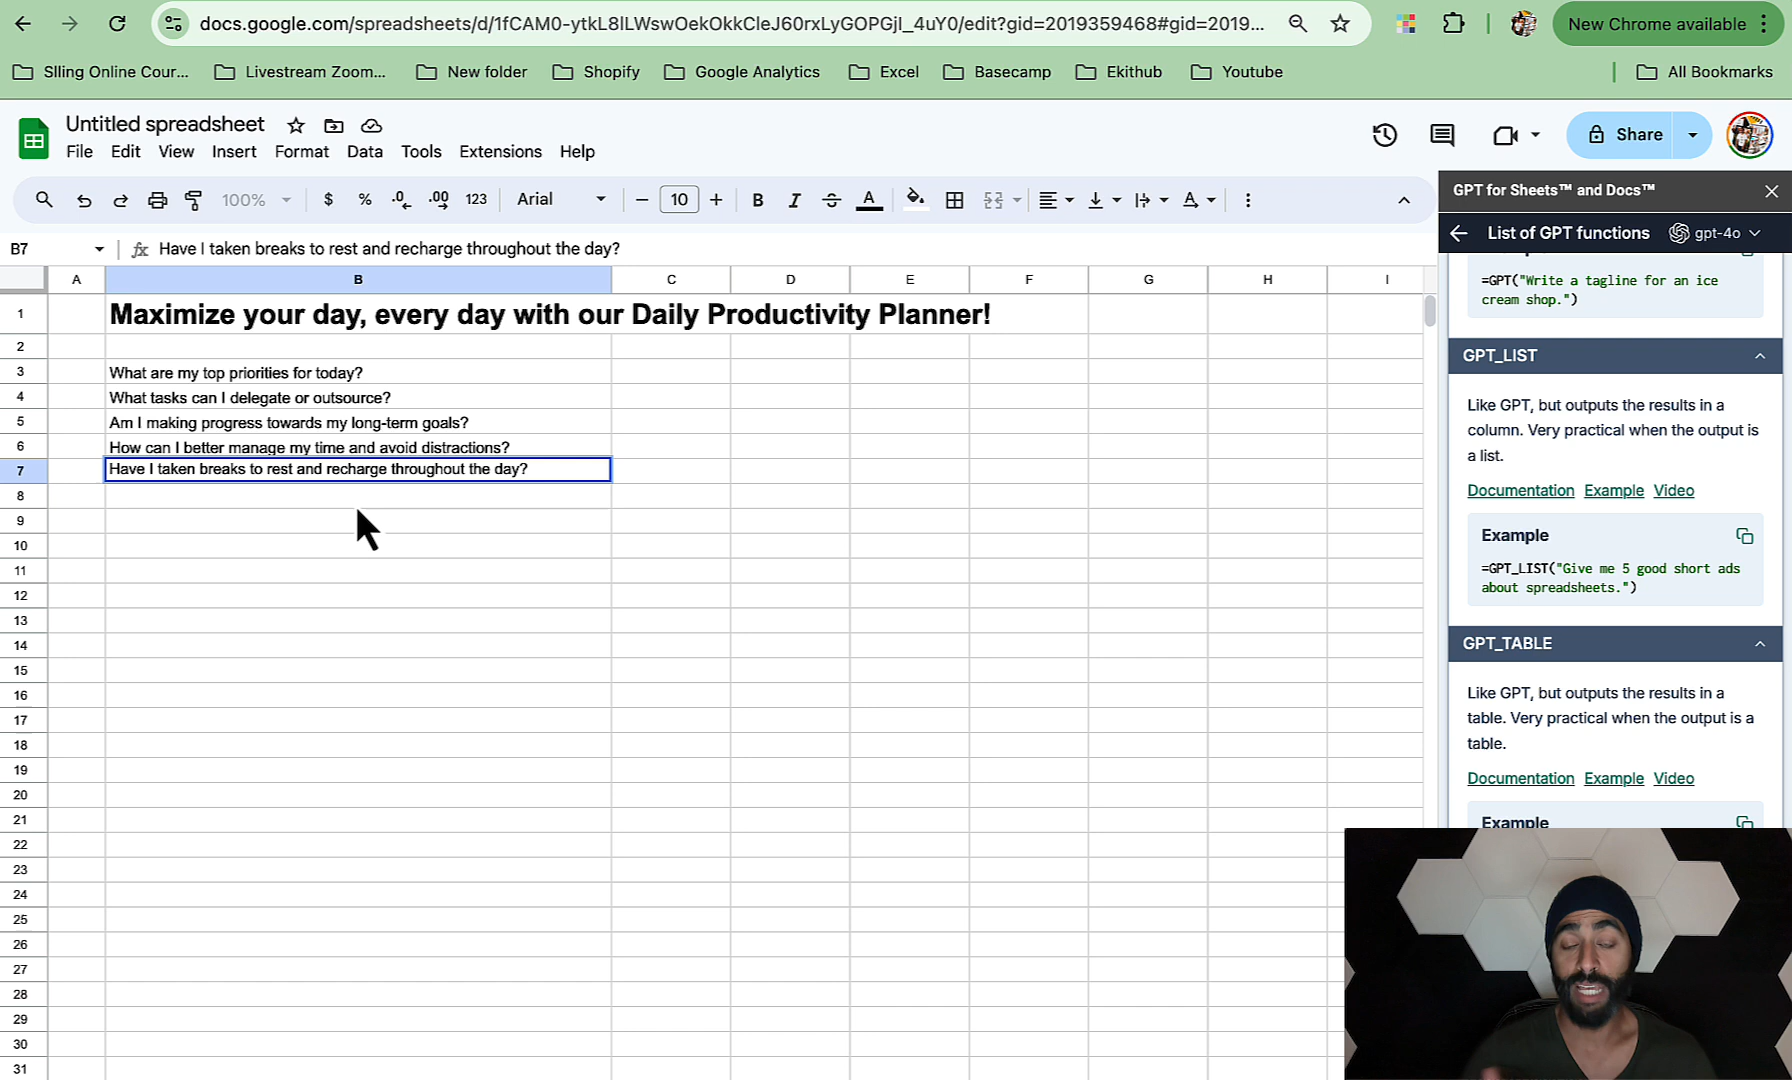 docs.google.com/spreadsheets/d/1fCAM0-ytkL8lLWswOekOkkCleJ60rxLyGOPGjI_4uY0/edit?gid=2019359468#gid=2019...
New Chrome available
Slling Online Cour...
Livestream Zoom...
New folder
Shopify
Google Analytics
Excel
Basecamp
Ekithub
Youtube
All Bookmarks
Untitled spreadsheet
File Edit View Insert Format Data Tools Extensions Help
Share
100%
$ % .0 .00 123
Arial
10
B I A
B7
fx Have I taken breaks to rest and recharge throughout the day?
A B C D E F G H I
1 Maximize your day, every day with our Daily Productivity Planner!
2
3 What are my top priorities for today?
4 What tasks can I delegate or outsource?
5 Am I making progress towards my long-term goals?
6 How can I better manage my time and avoid distractions?
7 Have I taken breaks to rest and recharge throughout the day?
8
9
10
11
12
13
14
15
16
17
18
19
20
21
22
23
24
25
26
27
28
29
30
31
GPT for Sheets™ and Docs™
List of GPT functions
gpt-4o
=GPT("Write a tagline for an ice
cream shop.")
GPT_LIST
Like GPT, but outputs the results in a
column. Very practical when the output is
a list.
Documentation Example Video
Example
=GPT_LIST("Give me 5 good short ads
about spreadsheets.")
GPT_TABLE
Like GPT, but outputs the results in a
table. Very practical when the output is a
table.
Documentation Example Video
Example